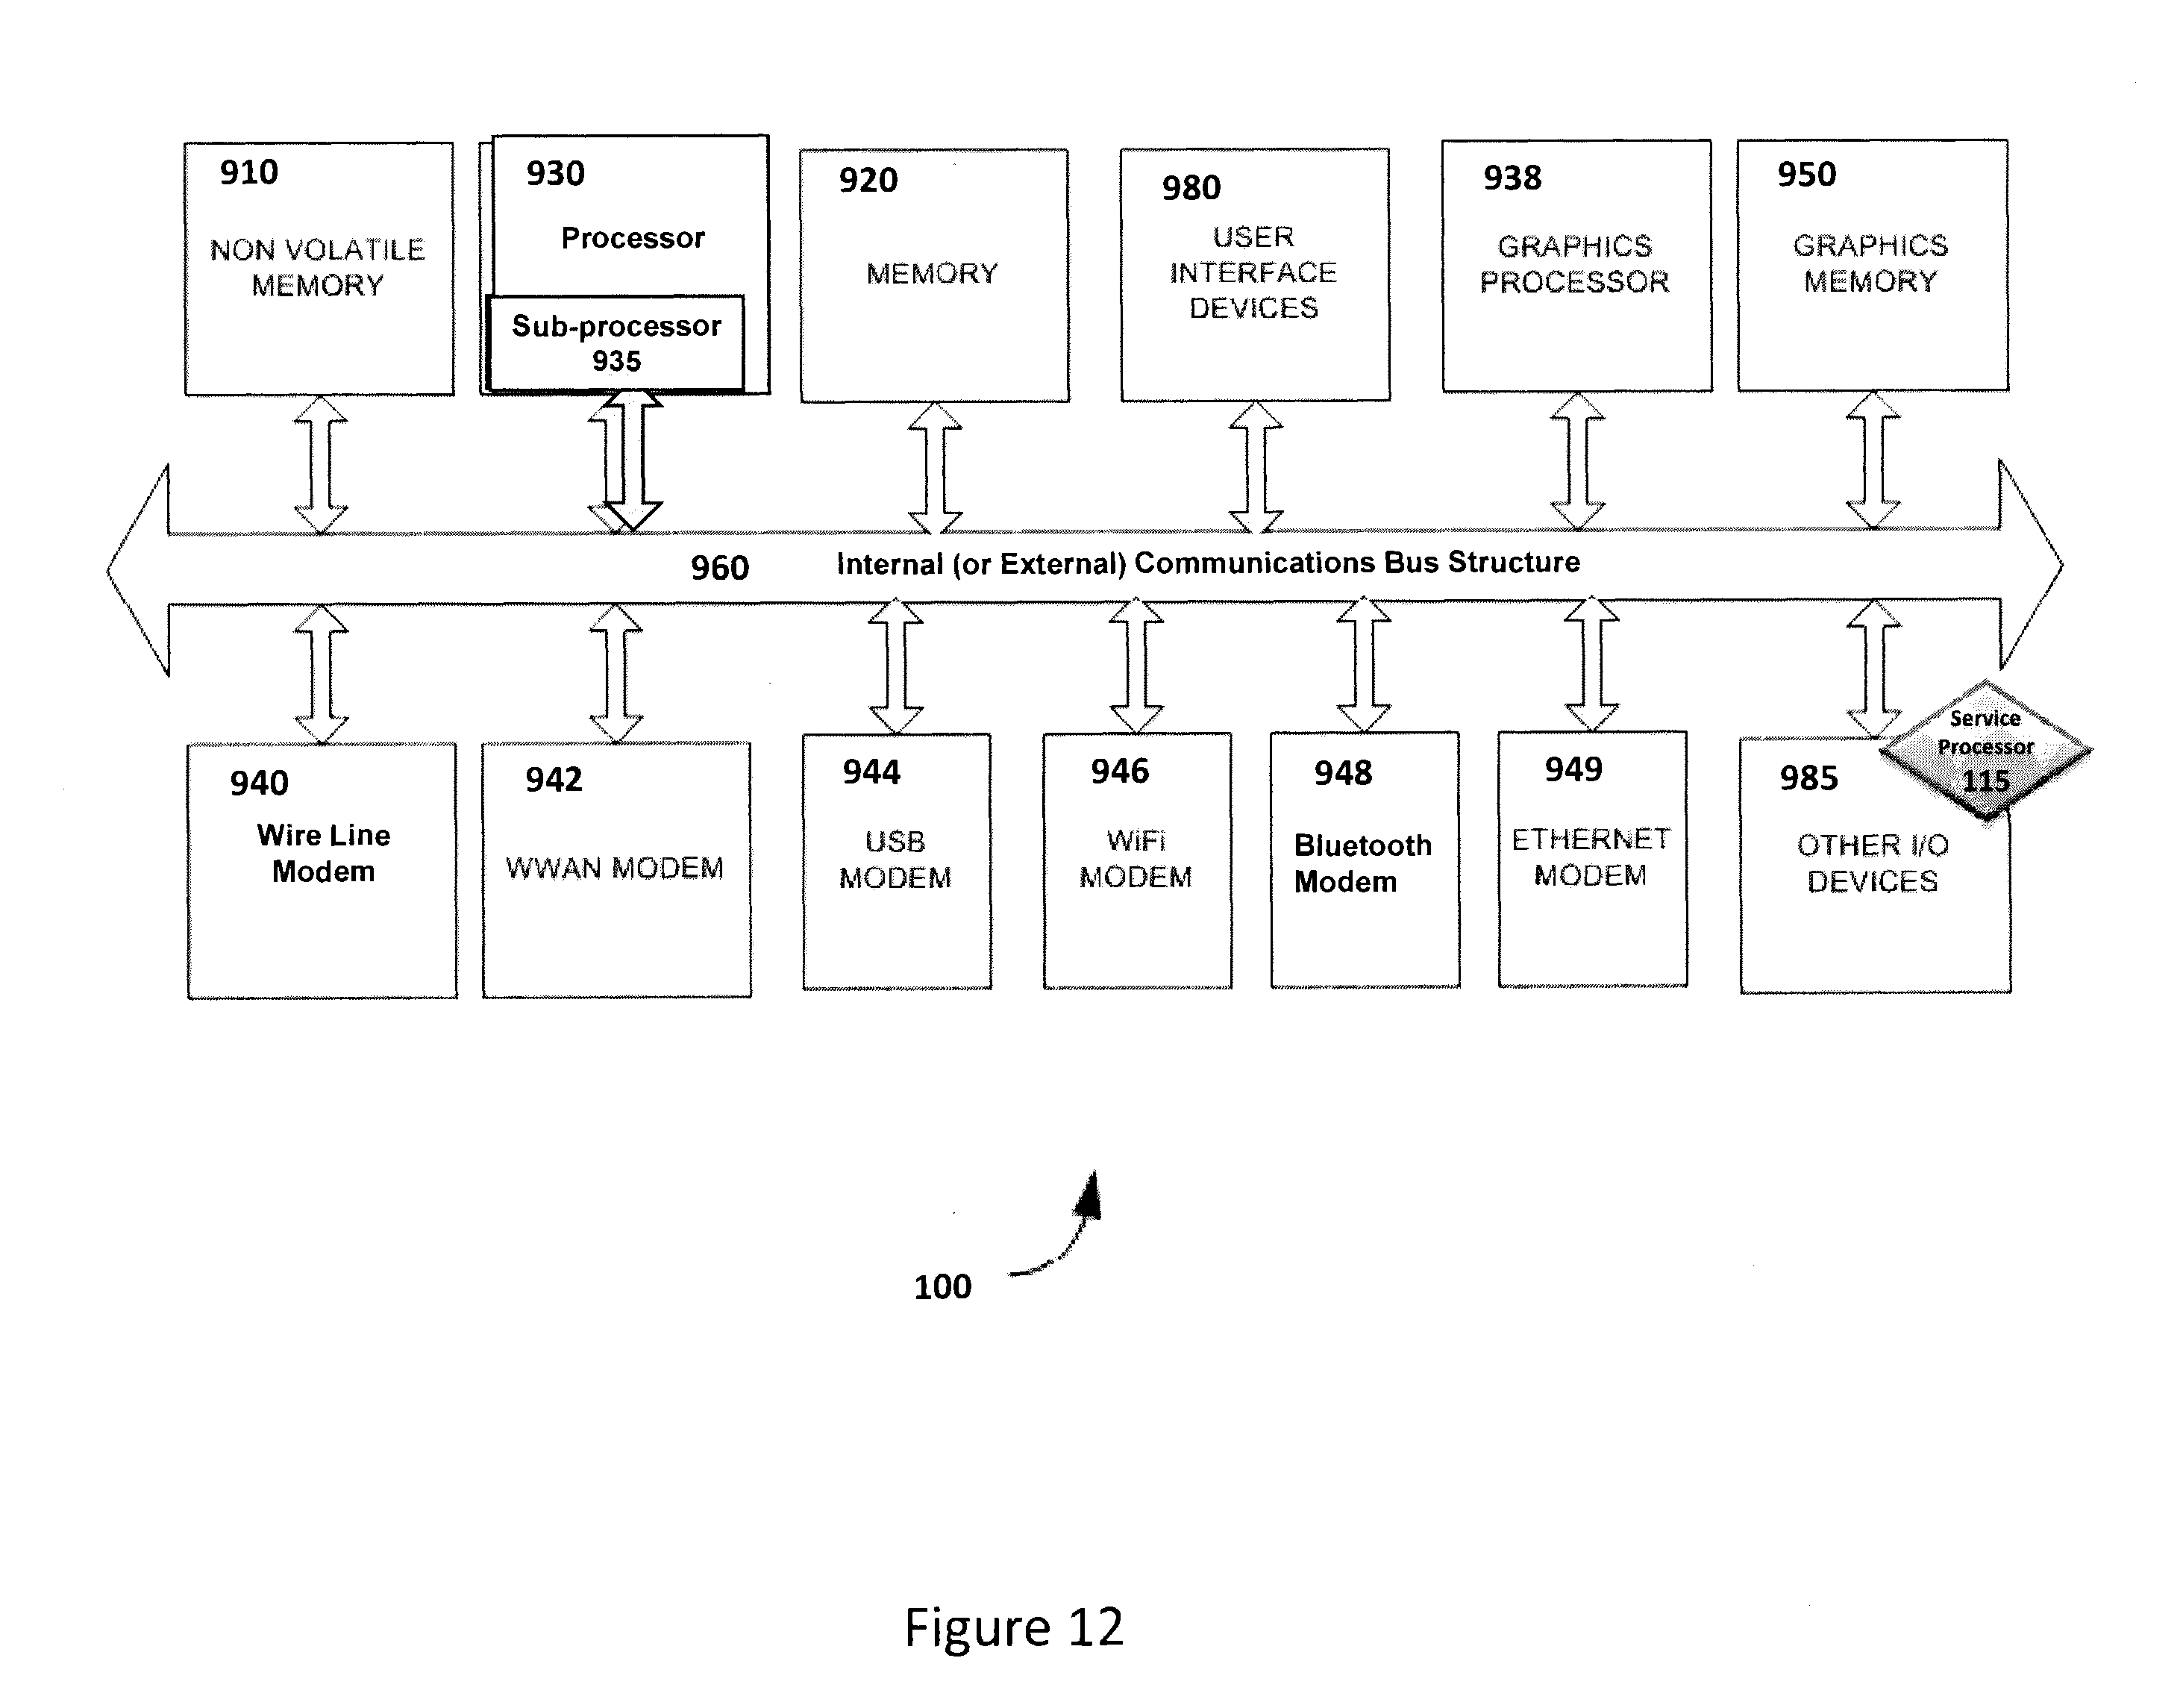 910
NON VOLATILE
MEMORY
930
Processor
Sub-processor
935
920
MEMORY
980
USER
INTERFACE
DEVICES
938
GRAPHICS
PROCESSOR
950
GRAPHICS
MEMORY
960 Internal (or External) Communications Bus Structure
940
Wire Line
Modem
942
WWAN MODEM
944
USB
MODEM
946
WiFi
MODEM
948
Bluetooth
Modem
949
ETHERNET
MODEM
985
OTHER I/O
DEVICES
Service
Processor
115
100
Figure 12